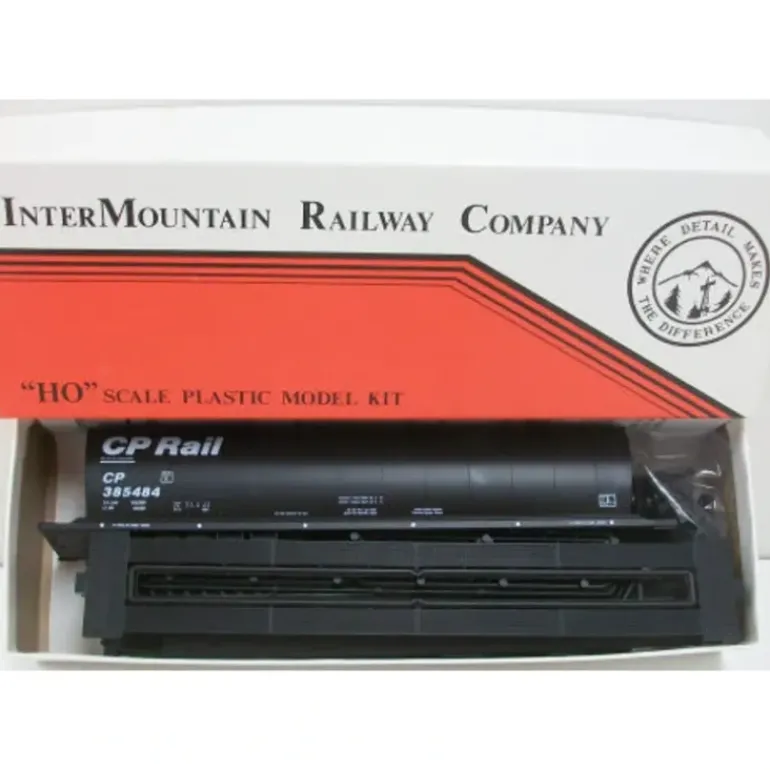 INTERMOUNTAIN RAILWAY COMPANY
WHERE DETAIL MAKES
THE DIFFERENCE
“HO” SCALE PLASTIC MODEL KIT
CP Rail
CP
385484